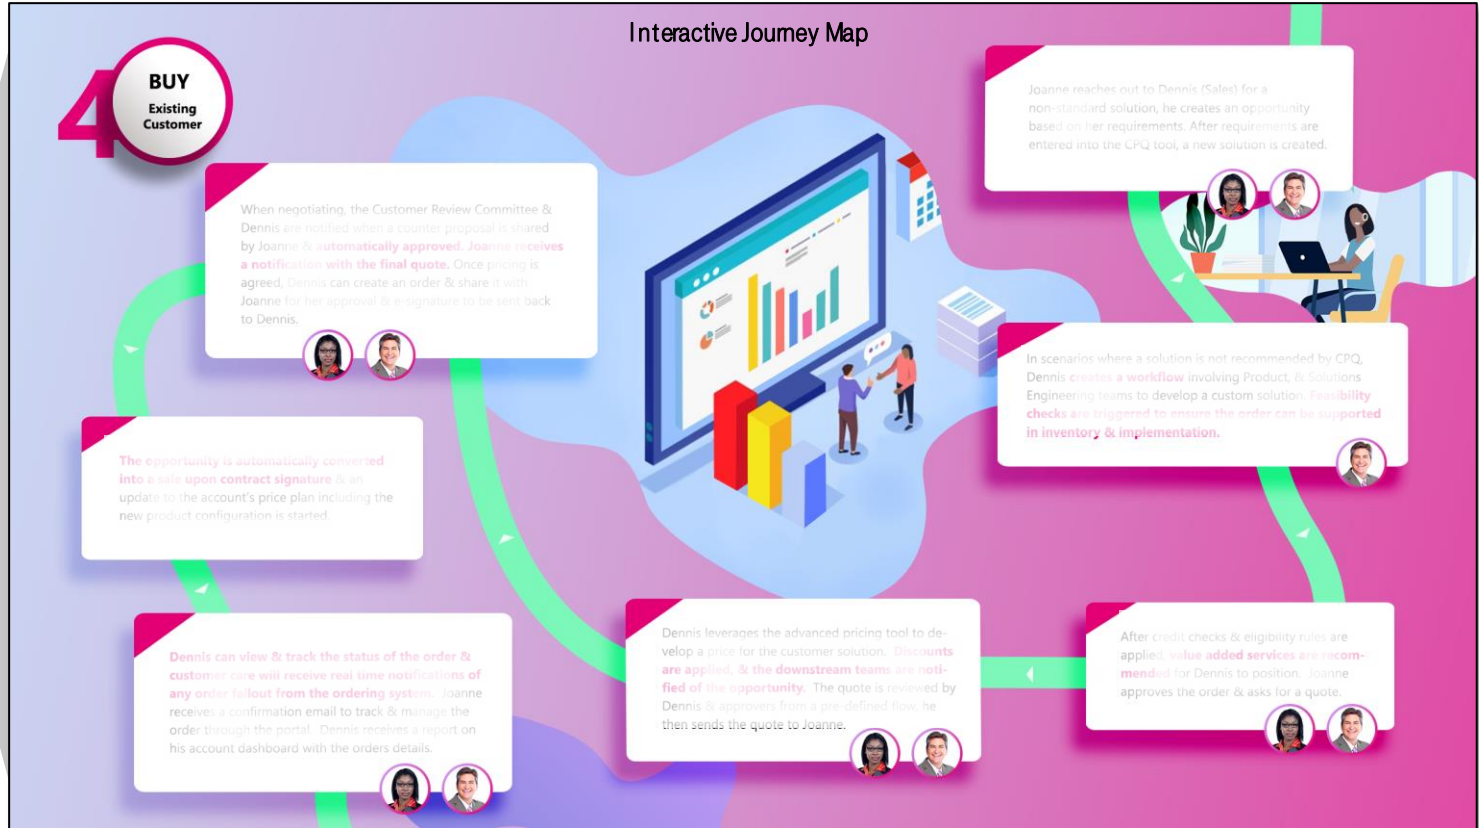 Interactive Journey Map
4
BUY
Existing
Customer
Joanne reaches out to Dennis (Sales) for a
non-standard solution, he creates an opportunity
based on her requirements. After requirements are
entered into the CPQ tool, a new solution is created.
In scenarios where a solution is not recommended by CPQ,
Dennis creates a workflow involving Product, & Solutions
Engineering teams to develop a custom solution. Feasibility
checks are triggered to ensure the order can be supported
in inventory & implementation.
After credit checks & eligibility rules are
applied, value added services are recom-
mended for Dennis to position. Joanne
approves the order & asks for a quote.
Dennis leverages the advanced pricing tool to de-
velop a price for the customer solution. Discounts
are applied, & the downstream teams are noti-
fied of the opportunity. The quote is reviewed by
Dennis & approvers from a pre-defined flow, he
then sends the quote to Joanne.
When negotiating, the Customer Review Committee &
Dennis are notified when a counter proposal is shared
by Joanne & automatically approved. Joanne receives
a notification with the final quote. Once pricing is
agreed, Dennis can create an order & share it with
Joanne for her approval & e-signature to be sent back
to Dennis.
The opportunity is automatically converted
into a sale upon contract signature & an
update to the account's price plan including the
new product configuration is started.
Dennis can view & track the status of the order &
customer care will receive real time notifications of
any order fallout from the ordering system. Joanne
receives a confirmation email to track & manage the
order through the portal. Dennis receives a report on
his account dashboard with the orders details.